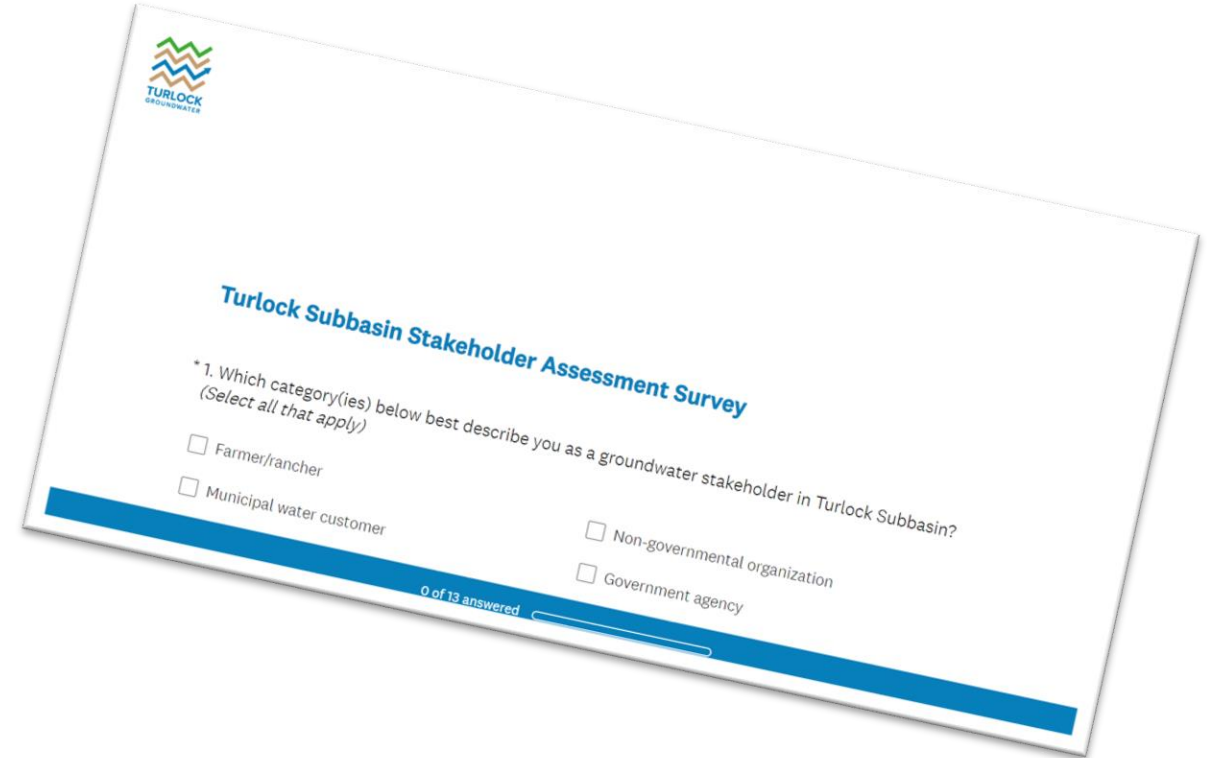 TURLOCK
GROUNDWATER
Turlock Subbasin Stakeholder Assessment Survey
* 1. Which category(ies) below best describe you as a groundwater stakeholder in Turlock Subbasin?
(Select all that apply)
Farmer/rancher
Municipal water customer
Non-governmental organization
Government agency
0 of 13 answered